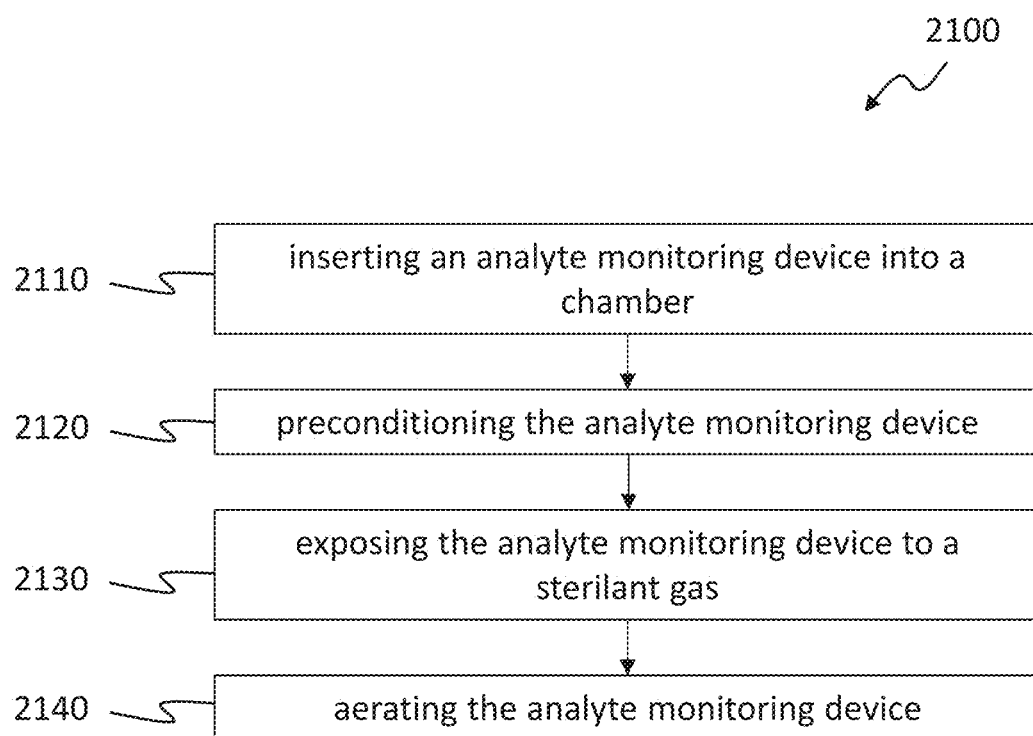 2100
2110
inserting an analyte monitoring device into a
chamber
2120
preconditioning the analyte monitoring device
2130
exposing the analyte monitoring device to a
sterilant gas
2140
aerating the analyte monitoring device